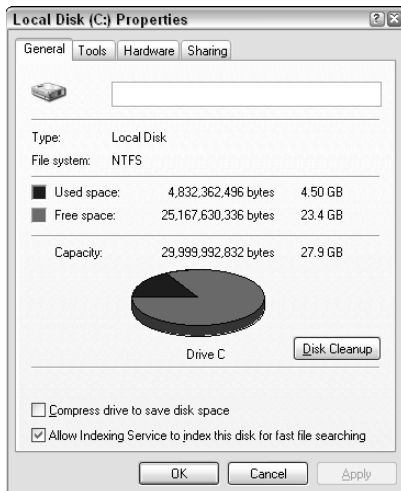 Local Disk (C:) Properties
General Tools Hardware Sharing
Type: Local Disk
File system: NTFS
Used space: 4,832,362,496 bytes 4.50 GB
Free space: 25,167,630,336 bytes 23.4 GB
Capacity: 29,999,992,832 bytes 27.9 GB
Drive C
Disk Cleanup
Compress drive to save disk space
Allow Indexing Service to index this disk for fast file searching
OK Cancel Apply